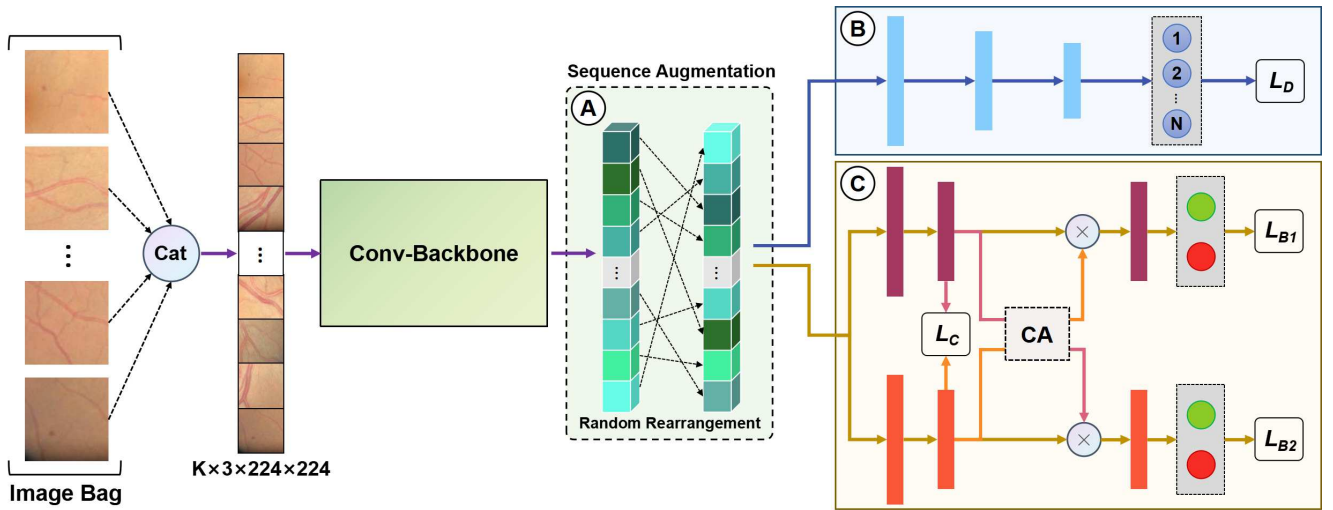 Image Bag
Cat
K×3×224×224
Conv-Backbone
Sequence Augmentation
A
Random Rearrangement
B
1
2
N
L_D
C
L_B1
L_C
CA
L_B2